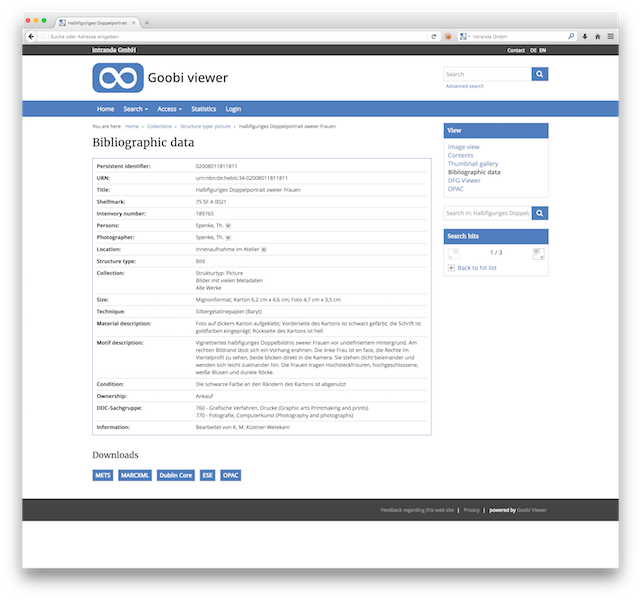 Halbfiguriges Doppelportrait
Suche oder Adresse eingeben
intranda GmbH
intranda GmbH
Contact | DE EN
Goobi viewer
Search
Advanced search
Home Search Access Statistics Login
You are here: Home » Collections » Structure type: picture » Halbfiguriges Doppelportrait zweier Frauen
Bibliographic data
Persistent identifier: 02008011811811
URN: urn:nbn:de:hebis:34-02008011811811
Title: Halbfiguriges Doppelportrait zweier Frauen
Shelfmark: 75 SF A 0021
Intenvory number: 189765
Persons: Spenke, Th. W
Photographer: Spenke, Th. W
Location: Innenaufnahme im Atelier W
Structure type: Bild
Collection: Strukturtyp: Picture
Bilder mit vielen Metadaten
Alle Werke
Size: Mignonformat; Karton 6,2 cm x 4,6 cm; Foto 4,7 cm x 3,5 cm
Technique: Silbergelatinepapier (Baryt)
Material description: Foto auf dickem Karton aufgeklebt; Vorderseite des Kartons ist schwarz gefärbt, die Schrift ist
goldfarben eingeprägt; Rückseite des Kartons ist hell
Motif description: Vignettiertes halbfiguriges Doppelbildnis zweier Frauen vor undefiniertem Hintergrund. Am
rechten Bildrand lässt sich ein Vorhang erahnen. Die linke Frau ist en face, die Rechte im
Viertelprofil zu sehen, beide blicken direkt in die Kamera. Sie stehen dicht beieinander und
wenden sich leicht zueinander hin. Die Frauen tragen Hochsteckfrisuren, hochgeschlossene,
weiße Blusen und dunkle Röcke.
Condition: Die schwarze Farbe an den Rändern des Kartons ist abgenutzt
Ownership: Ankauf
DDC-Sachgruppe: 760 - Grafische Verfahren, Drucke (Graphic arts Printmaking and prints)
770 - Fotografie, Computerkunst (Photography and photographs)
Information: Bearbeitet von K. M. Küstner-Wetekam
Downloads
METS MARCXML Dublin Core ESE OPAC
View
Image view
Contents
Thumbnail gallery
Bibliographic data
DFG-Viewer
OPAC
Search in: Halbfiguriges Doppelp
Search hits
1 / 3
Back to hit list
Feedback regarding this web site | Privacy | powered by Goobi Viewer